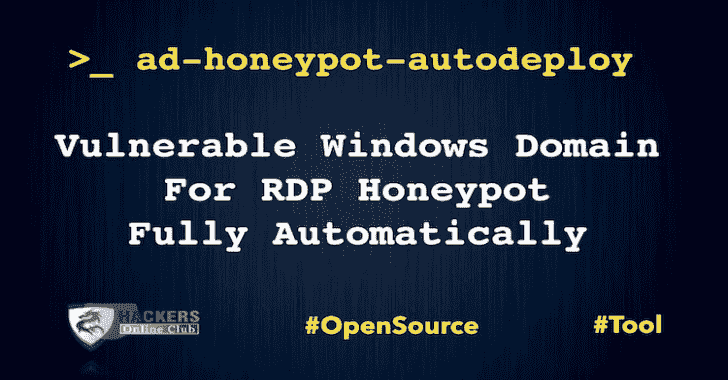 >_ ad-honeypot-autodeploy
Vulnerable Windows Domain
For RDP Honeypot
Fully Automatically
HACKERS
Online Club
#OpenSource
#Tool